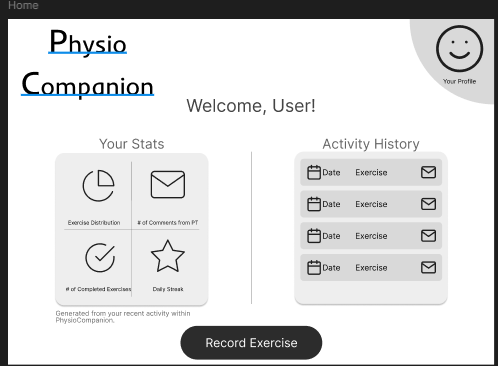 Home
Physio
Companion
Your Profile
Welcome, User!
Your Stats
Exercise Distribution
# of Comments from PT
# of Completed Exercises
Daily Streak
Generated from your recent activity within
PhysioCompanion.
Activity History
Date Exercise
Date Exercise
Date Exercise
Date Exercise
Record Exercise